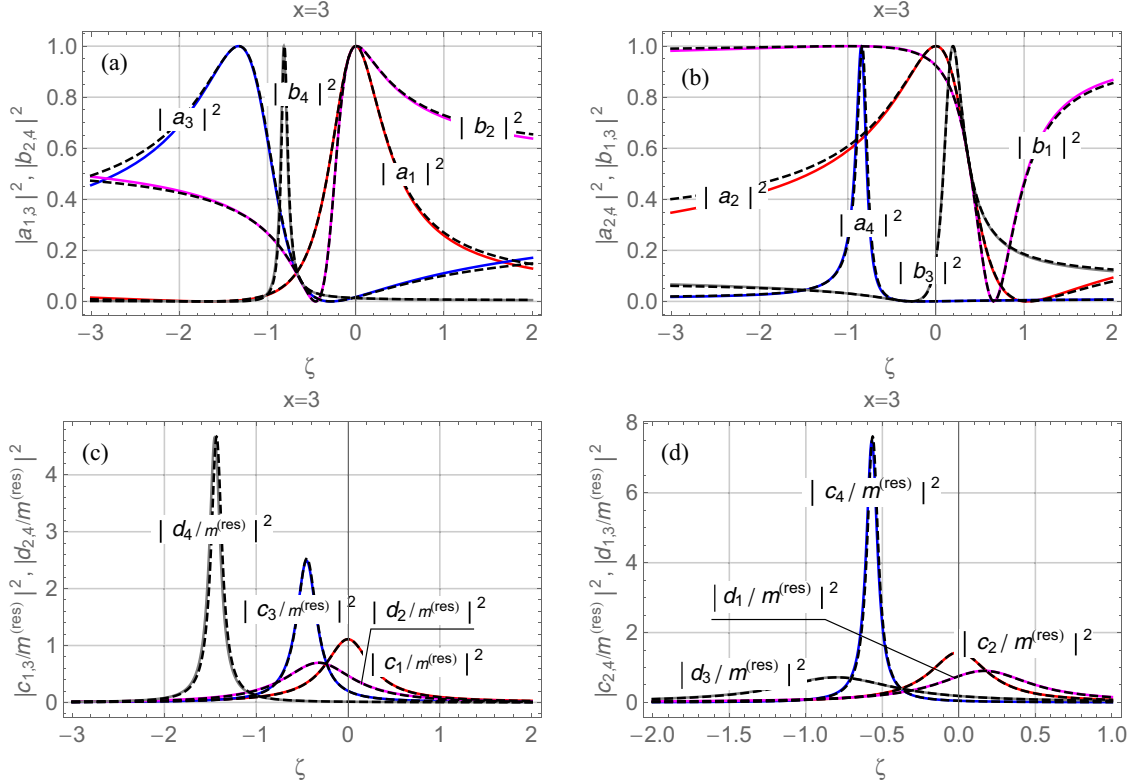 x=3
(a)
| a₃ |²
| b₄ |²
| b₂ |²
| a₁ |²
|a₁,₃|², |b₂,₄|²
1.0
0.8
0.6
0.4
0.2
0.0
−3 −2 −1 0 1 2
ζ
x=3
(b)
| b₁ |²
| a₂ |²
| a₄ |²
| b₃ |²
|a₂,₄|², |b₁,₃|²
1.0
0.8
0.6
0.4
0.2
0.0
−3 −2 −1 0 1 2
ζ
x=3
(c)
| d₄ / m⁽ʳᵉˢ⁾ |²
| c₃ / m⁽ʳᵉˢ⁾ |²
| d₂ / m⁽ʳᵉˢ⁾ |²
| c₁ / m⁽ʳᵉˢ⁾ |²
|c₁,₃/m⁽ʳᵉˢ⁾|², |d₂,₄/m⁽ʳᵉˢ⁾|²
4
3
2
1
0
−3 −2 −1 0 1 2
ζ
x=3
(d)
| c₄ / m⁽ʳᵉˢ⁾ |²
| d₁ / m⁽ʳᵉˢ⁾ |²
| c₂ / m⁽ʳᵉˢ⁾ |²
| d₃ / m⁽ʳᵉˢ⁾ |²
|c₂,₄/m⁽ʳᵉˢ⁾|², |d₁,₃/m⁽ʳᵉˢ⁾|²
8
6
4
2
0
−2.0 −1.5 −1.0 −0.5 0.0 0.5 1.0
ζ